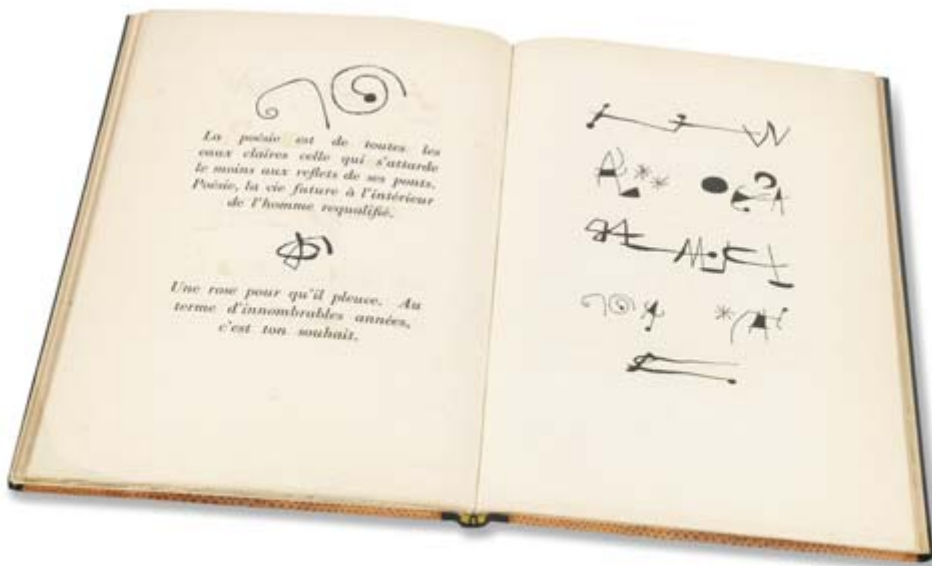 La poésie est de toutes les
eaux claires celle qui s'attarde
le moins aux reflets de ses ponts.
Poésie, la vie future à l'intérieur
de l'homme requalifié.
Une rose pour qu'il pleuve. Au
terme d'innombrables années,
c'est ton souhait.